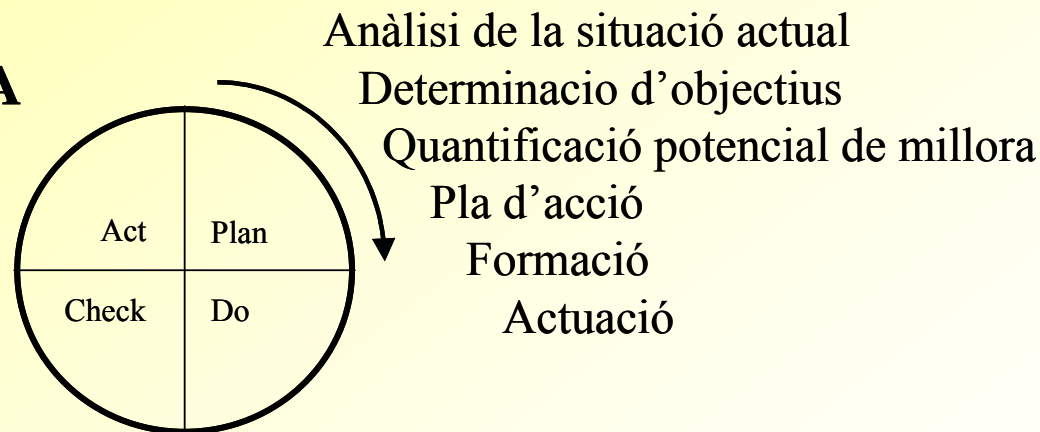 Anàlisi de la situació actual
A
Determinacio d’objectius
Quantificació potencial de millora
Pla d’acció
Act Plan
Formació
Check Do
Actuació